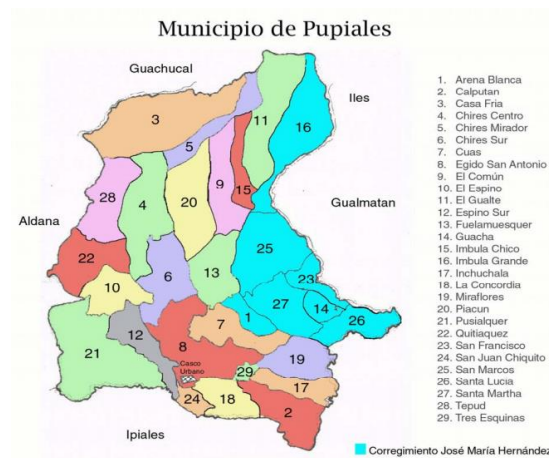 Municipio de Pupiales
Guachucal
Iles
Gualmatan
Aldana
Ipiales
3
5
11
16
28
4
20
9
15
22
10
6
13
25
23
21
12
8
7
1
27
14
26
Casco
Urbano
29
19
24
18
17
2
1. Arena Blanca
2. Calputan
3. Casa Fria
4. Chires Centro
5. Chires Mirador
6. Chires Sur
7. Cuas
8. Egido San Antonio
9. El Común
10. El Espino
11. El Gualte
12. Espino Sur
13. Fuelamuesquer
14. Guacha
15. Imbula Chico
16. Imbula Grande
17. Inchuchala
18. La Concordia
19. Miraflores
20. Piacun
21. Pusialquer
22. Quitiaquez
23. San Francisco
24. San Juan Chiquito
25. San Marcos
26. Santa Lucia
27. Santa Martha
28. Tepud
29. Tres Esquinas
Corregimiento José María Hernández